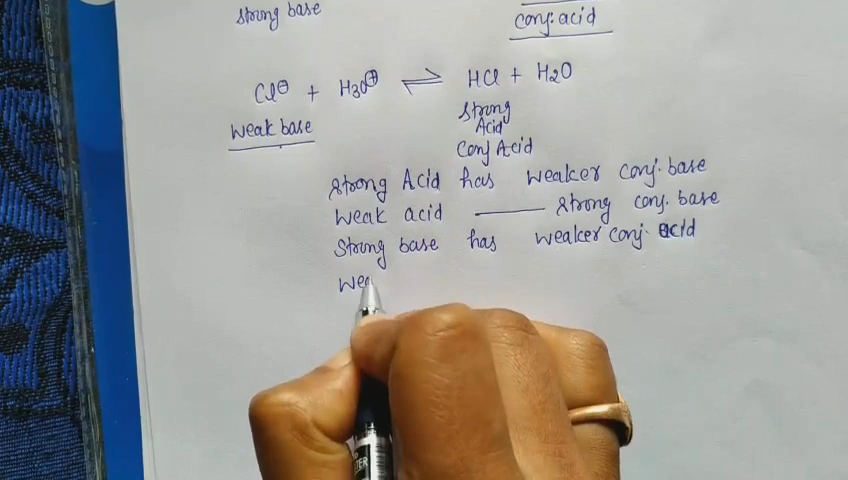 strong base
conj. acid
Cl⊖ + H3O⊕ ⇌ HCl + H2O
Weak base
Strong
Acid
Conj Acid
Strong Acid has weaker conj. base
Weak acid ——— strong conj. base
Strong base has weaker conj. acid
Wea